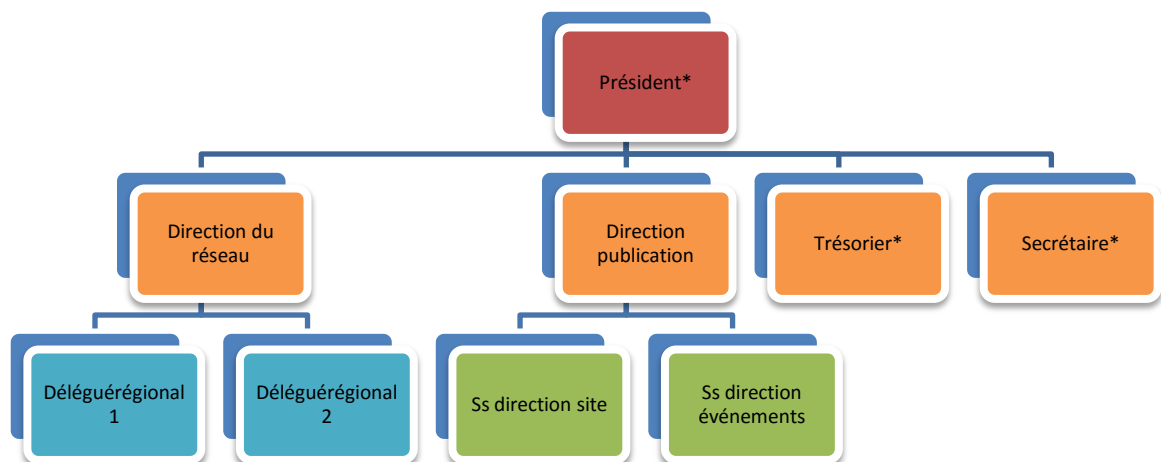 Président*
Direction du
réseau
Direction
publication
Trésorier*
Secrétaire*
Déléguérégional
1
Déléguérégional
2
Ss direction site
Ss direction
événements